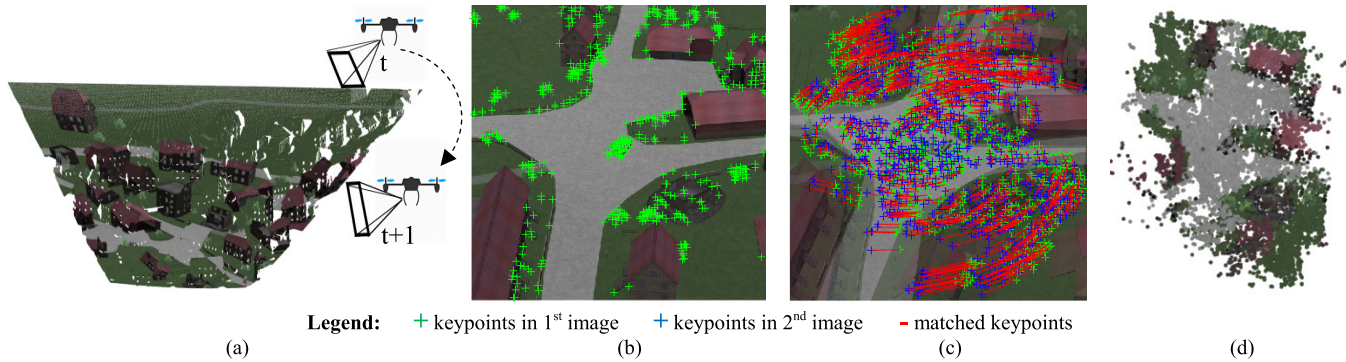 t
t+1
Legend: + keypoints in 1st image + keypoints in 2nd image - matched keypoints
(a) (b) (c) (d)